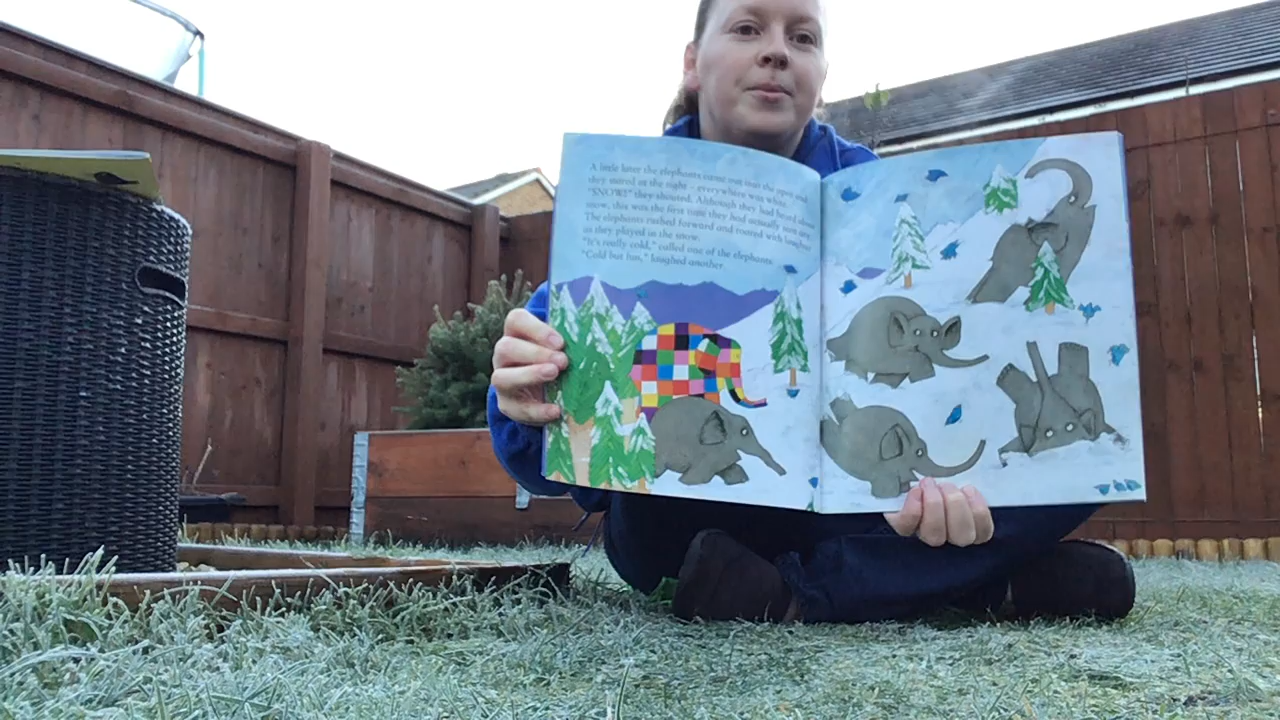 A little later the elephants came out into the open and
they stared at the sight – everywhere was white.
"SNOW!" they shouted. Although they had heard about
snow, this was the first time they had actually seen any.
The elephants rushed forward and roared with laughter
as they played in the snow.
"It's really cold," called one of the elephants.
"Cold but fun," laughed another.